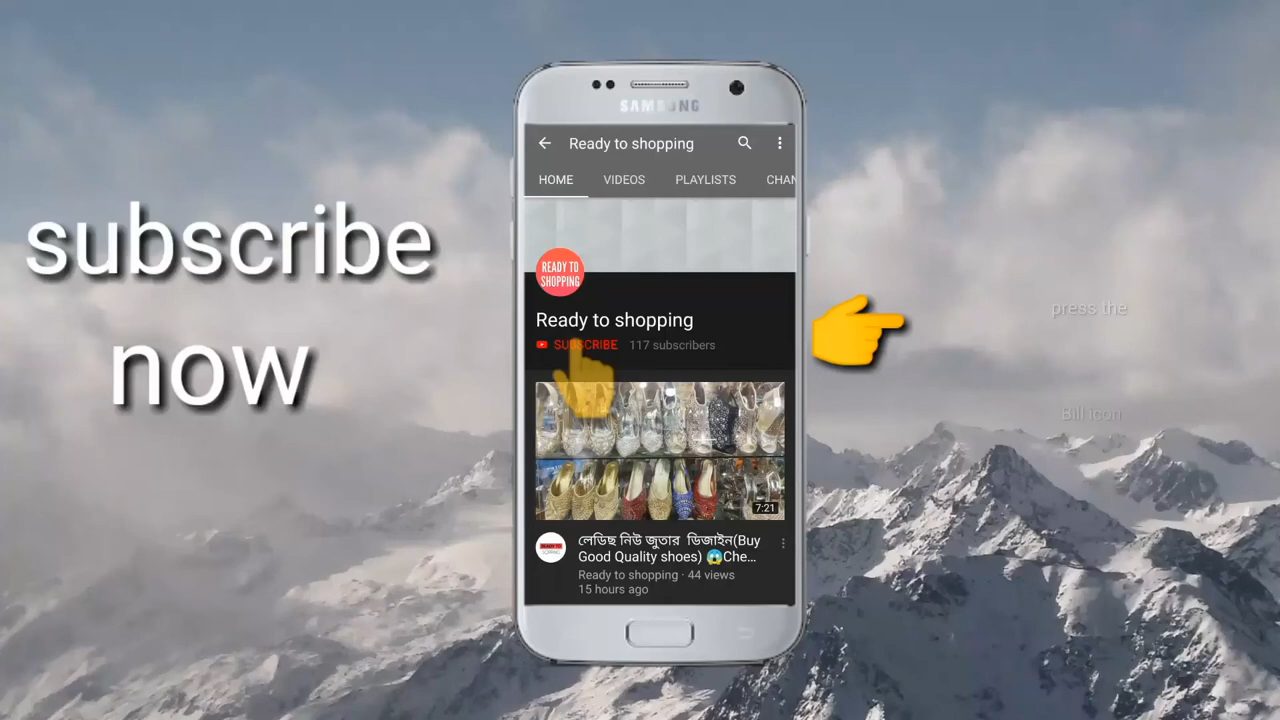 subscribe
now
SAMSUNG
Ready to shopping
HOME VIDEOS PLAYLISTS CHAN
READY TO
SHOPPING
Ready to shopping
SUBSCRIBE 117 subscribers
7:21
লেডিছ নিউ জুতার ডিজাইন(Buy
Good Quality shoes) 😱Che...
Ready to shopping · 44 views
15 hours ago
press the
Bill icon